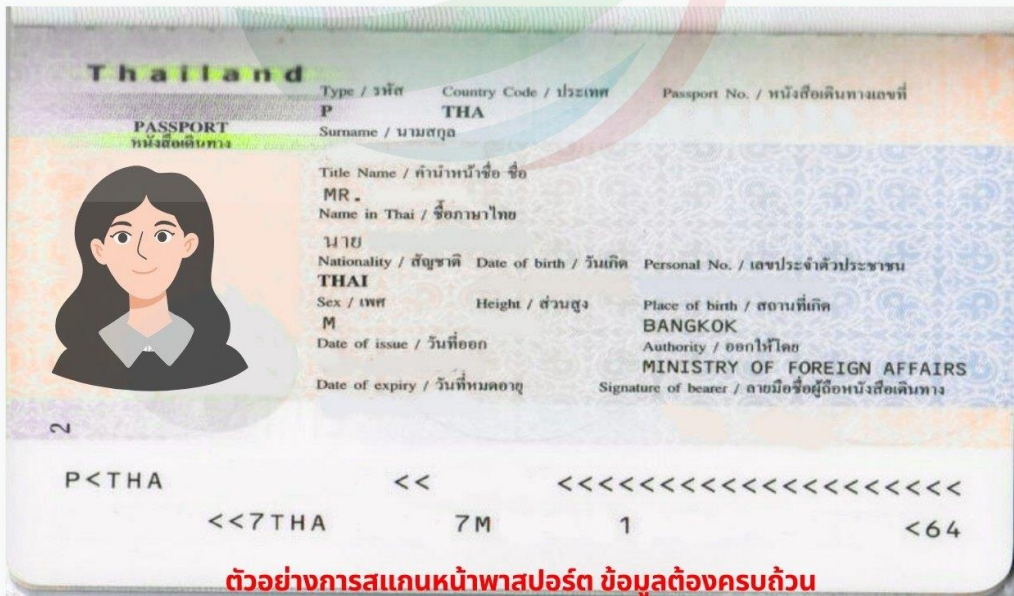 Thailand
PASSPORT
หนังสือเดินทาง
Type / รหัส Country Code / ประเทศ Passport No. / หนังสือเดินทางเลขที่
P THA
Surname / นามสกุล
Title Name / คำนำหน้าชื่อ ชื่อ
MR.
Name in Thai / ชื่อภาษาไทย
นาย
Nationality / สัญชาติ Date of birth / วันเกิด Personal No. / เลขประจำตัวประชาชน
THAI
Sex / เพศ Height / ส่วนสูง Place of birth / สถานที่เกิด
M BANGKOK
Date of issue / วันที่ออก Authority / ออกให้โดย
MINISTRY OF FOREIGN AFFAIRS
Date of expiry / วันที่หมดอายุ Signature of bearer / ลายมือชื่อผู้ถือหนังสือเดินทาง
2
P<THA << <<<<<<<<<<<<<<<<<<<<
<<7THA 7M 1 <64
ตัวอย่างการสแกนหน้าพาสปอร์ต ข้อมูลต้องครบถ้วน